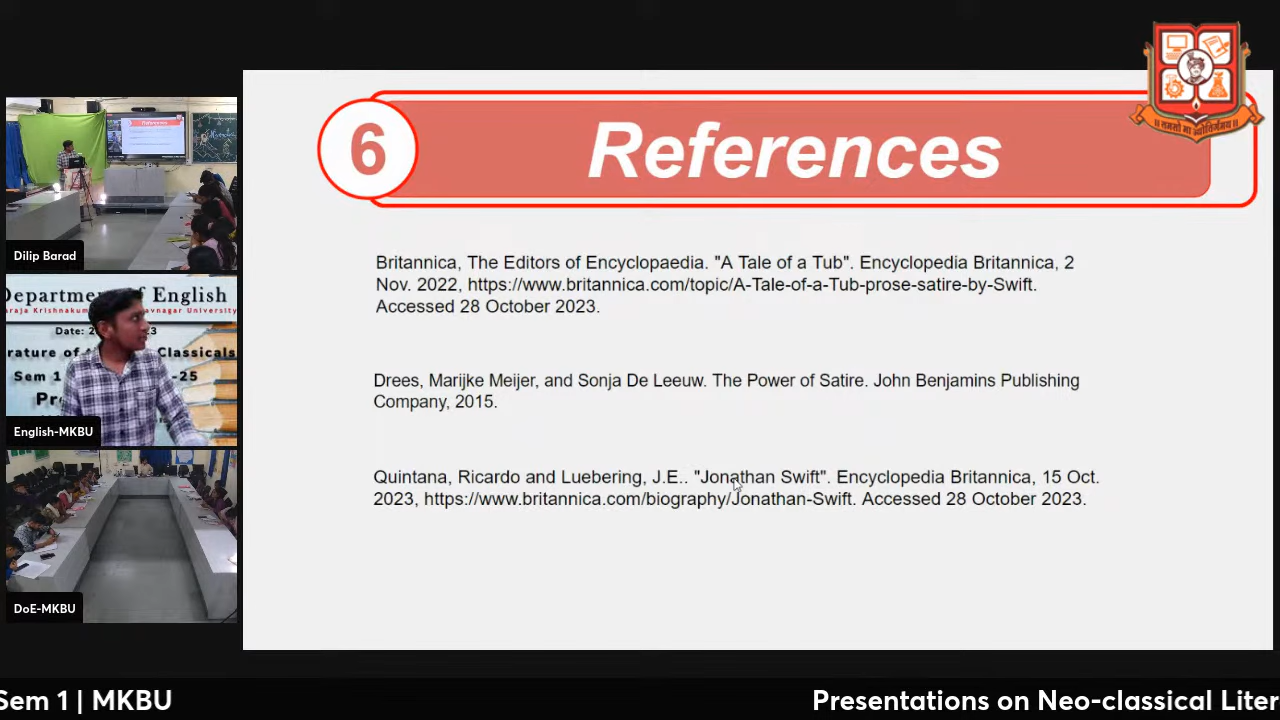 6
References
Britannica, The Editors of Encyclopaedia. "A Tale of a Tub". Encyclopedia Britannica, 2
Nov. 2022, https://www.britannica.com/topic/A-Tale-of-a-Tub-prose-satire-by-Swift.
Accessed 28 October 2023.
Drees, Marijke Meijer, and Sonja De Leeuw. The Power of Satire. John Benjamins Publishing
Company, 2015.
Quintana, Ricardo and Luebering, J.E.. "Jonathan Swift". Encyclopedia Britannica, 15 Oct.
2023, https://www.britannica.com/biography/Jonathan-Swift. Accessed 28 October 2023.
References
Dilip Barad
Department of English
Date: 2
3
rature of
Classicals
Sem 1
-25
Pr
English-MKBU
DoE-MKBU
Sem 1 | MKBU
Presentations on Neo-classical Liter